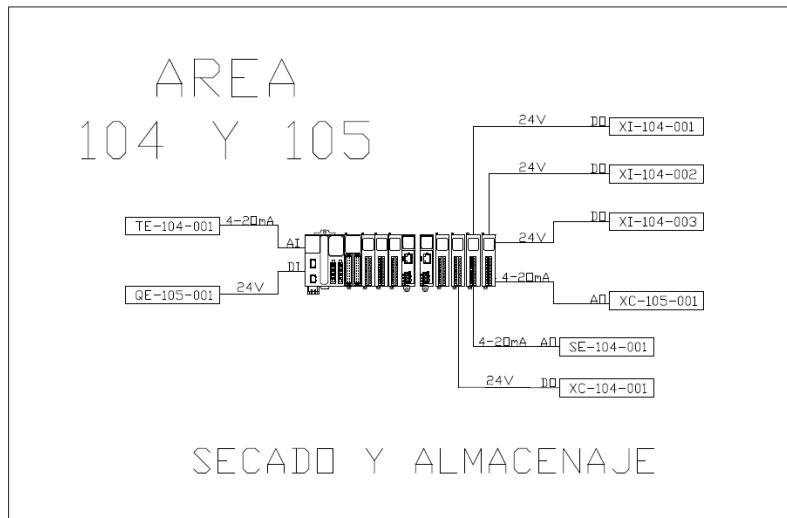 AREA
104 Y 105
24V DO XI-104-001
24V DO XI-104-002
24V DO XI-104-003
TE-104-001 4-20mA AI
QE-105-001 24V DI
4-20mA AO XC-105-001
4-20mA AO SE-104-001
24V DO XC-104-001
SECADO Y ALMACENAJE